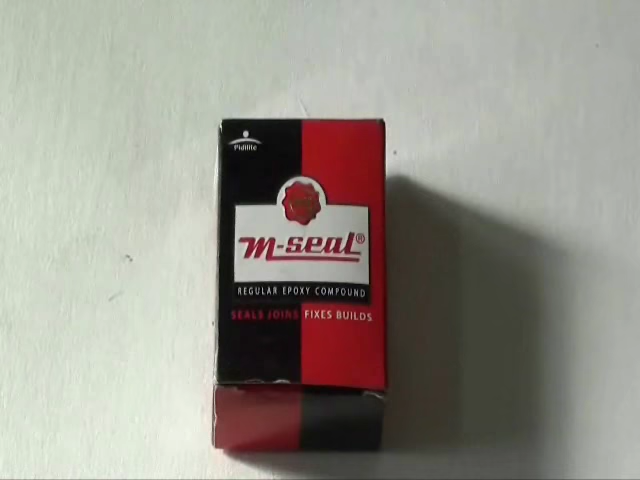 Pidilite
m-seal®
REGULAR EPOXY COMPOUND
SEALS JOINS FIXES BUILDS